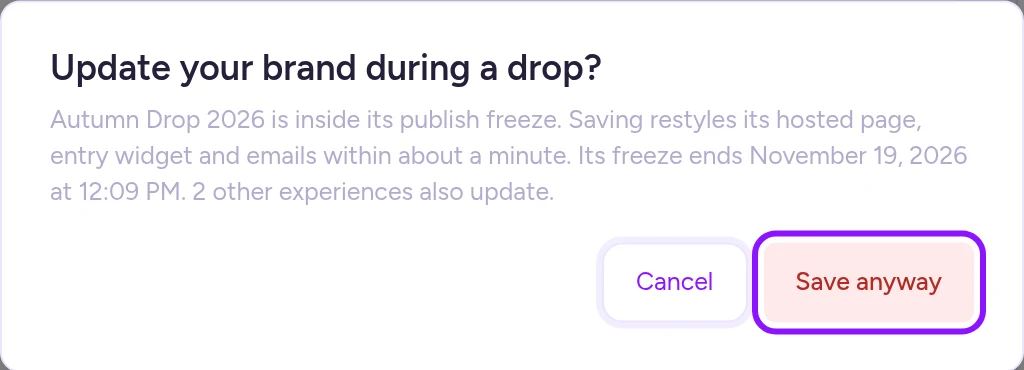 Update your brand during a drop?
Autumn Drop 2026 is inside its publish freeze. Saving restyles its hosted page,
entry widget and emails within about a minute. Its freeze ends November 19, 2026
at 12:09 PM. 2 other experiences also update.
Cancel
Save anyway